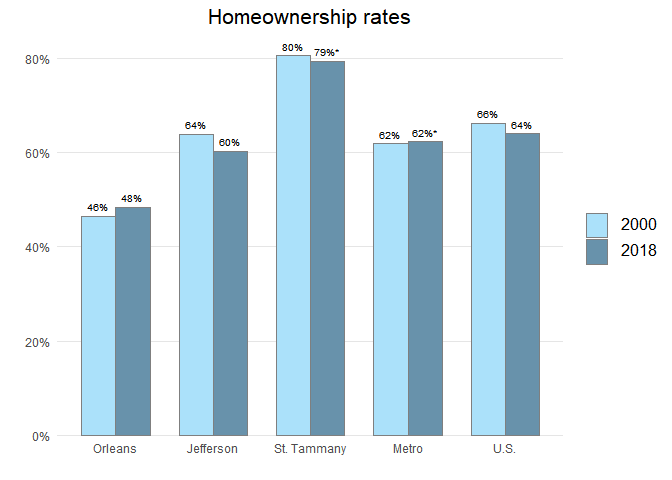 Homeownership rates
80%
60%
40%
20%
0%
46%
48%
64%
60%
80%
79%*
62%
62%*
66%
64%
Orleans
Jefferson
St. Tammany
Metro
U.S.
2000
2018